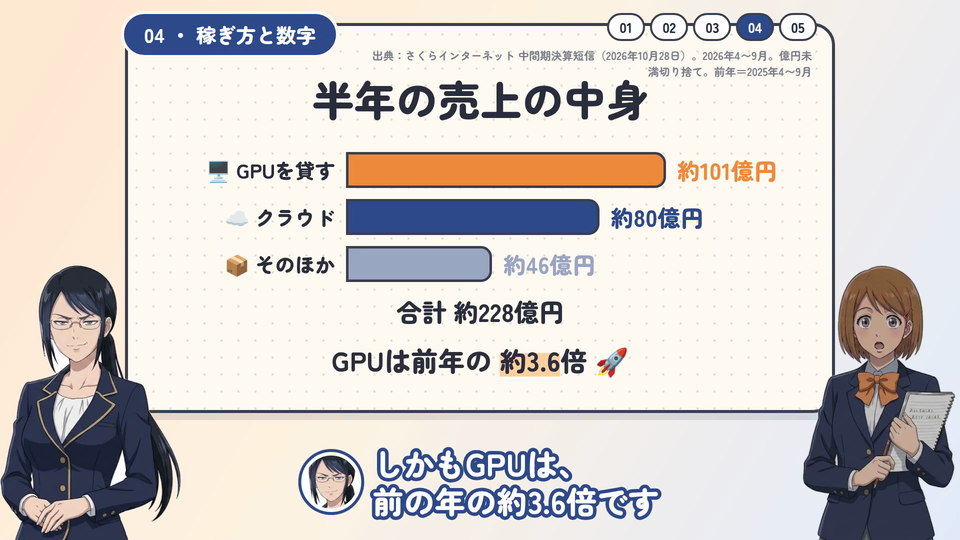 04 ・ 稼ぎ方と数字
01 02 03 04 05
出典：さくらインターネット 中間期決算短信（2026年10月28日）。2026年4〜9月。億円未
満切り捨て。前年＝2025年4〜9月
半年の売上の中身
GPUを貸す 約101億円
クラウド 約80億円
そのほか 約46億円
合計 約228億円
GPUは前年の 約3.6倍
しかもGPUは、
前の年の約3.6倍です